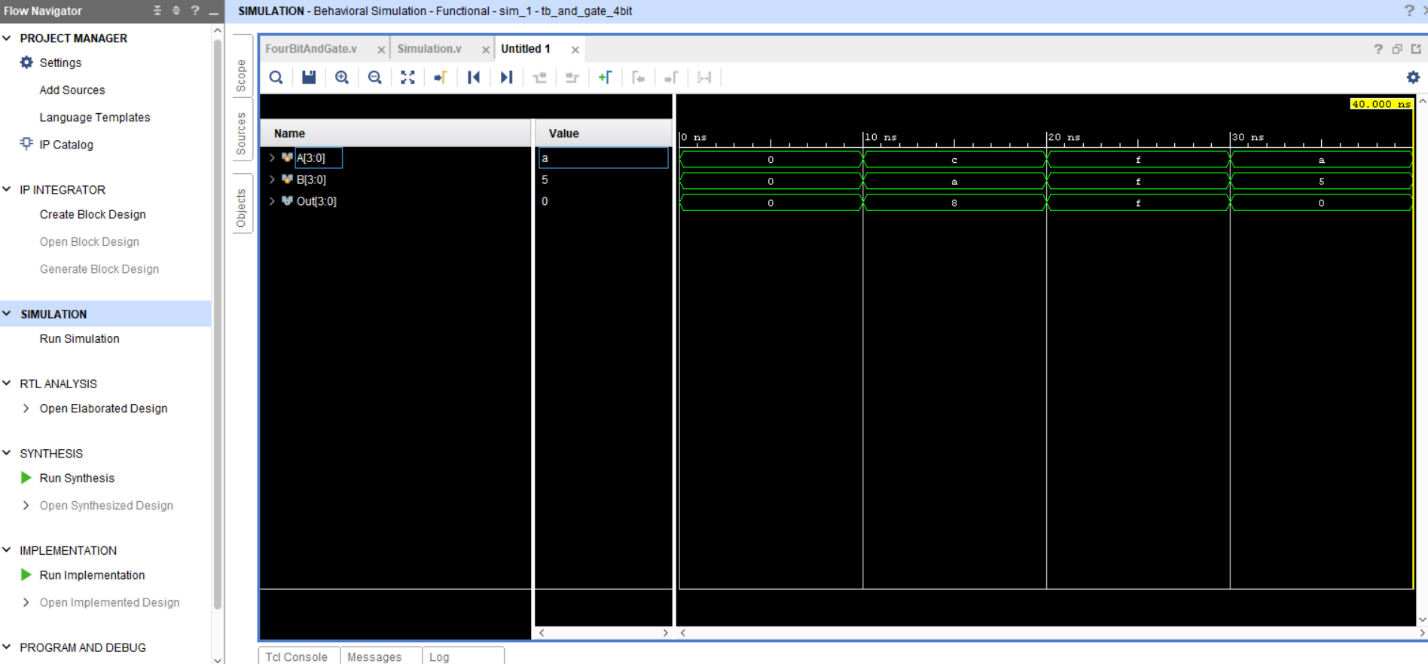 Flow Navigator
?
SIMULATION - Behavioral Simulation - Functional - sim_1 - tb_and_gate_4bit
?
PROJECT MANAGER
Settings
Add Sources
Language Templates
IP Catalog
IP INTEGRATOR
Create Block Design
Open Block Design
Generate Block Design
SIMULATION
Run Simulation
RTL ANALYSIS
Open Elaborated Design
SYNTHESIS
Run Synthesis
Open Synthesized Design
IMPLEMENTATION
Run Implementation
Open Implemented Design
PROGRAM AND DEBUG
Scope
Sources
Objects
FourBitAndGate.v
Simulation.v
Untitled 1
?
40.000 ns
Name Value
0 ns 10 ns 20 ns 30 ns
A[3:0] a 0 c f a
B[3:0] 5 0 a f 5
Out[3:0] 0 0 8 f 0
Tcl Console
Messages
Log